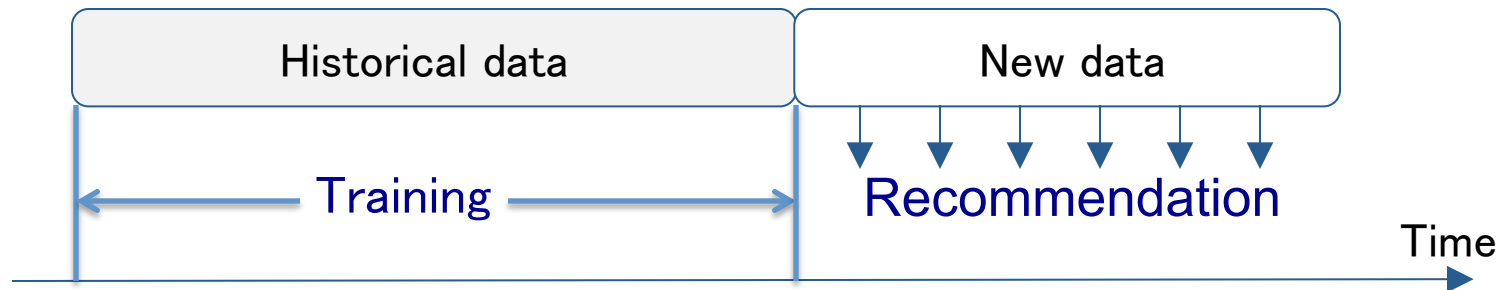 Historical data
New data
Training
Recommendation
Time